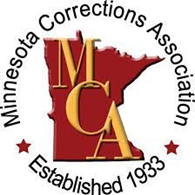 Minnesota Corrections Association
MCA
Established 1933